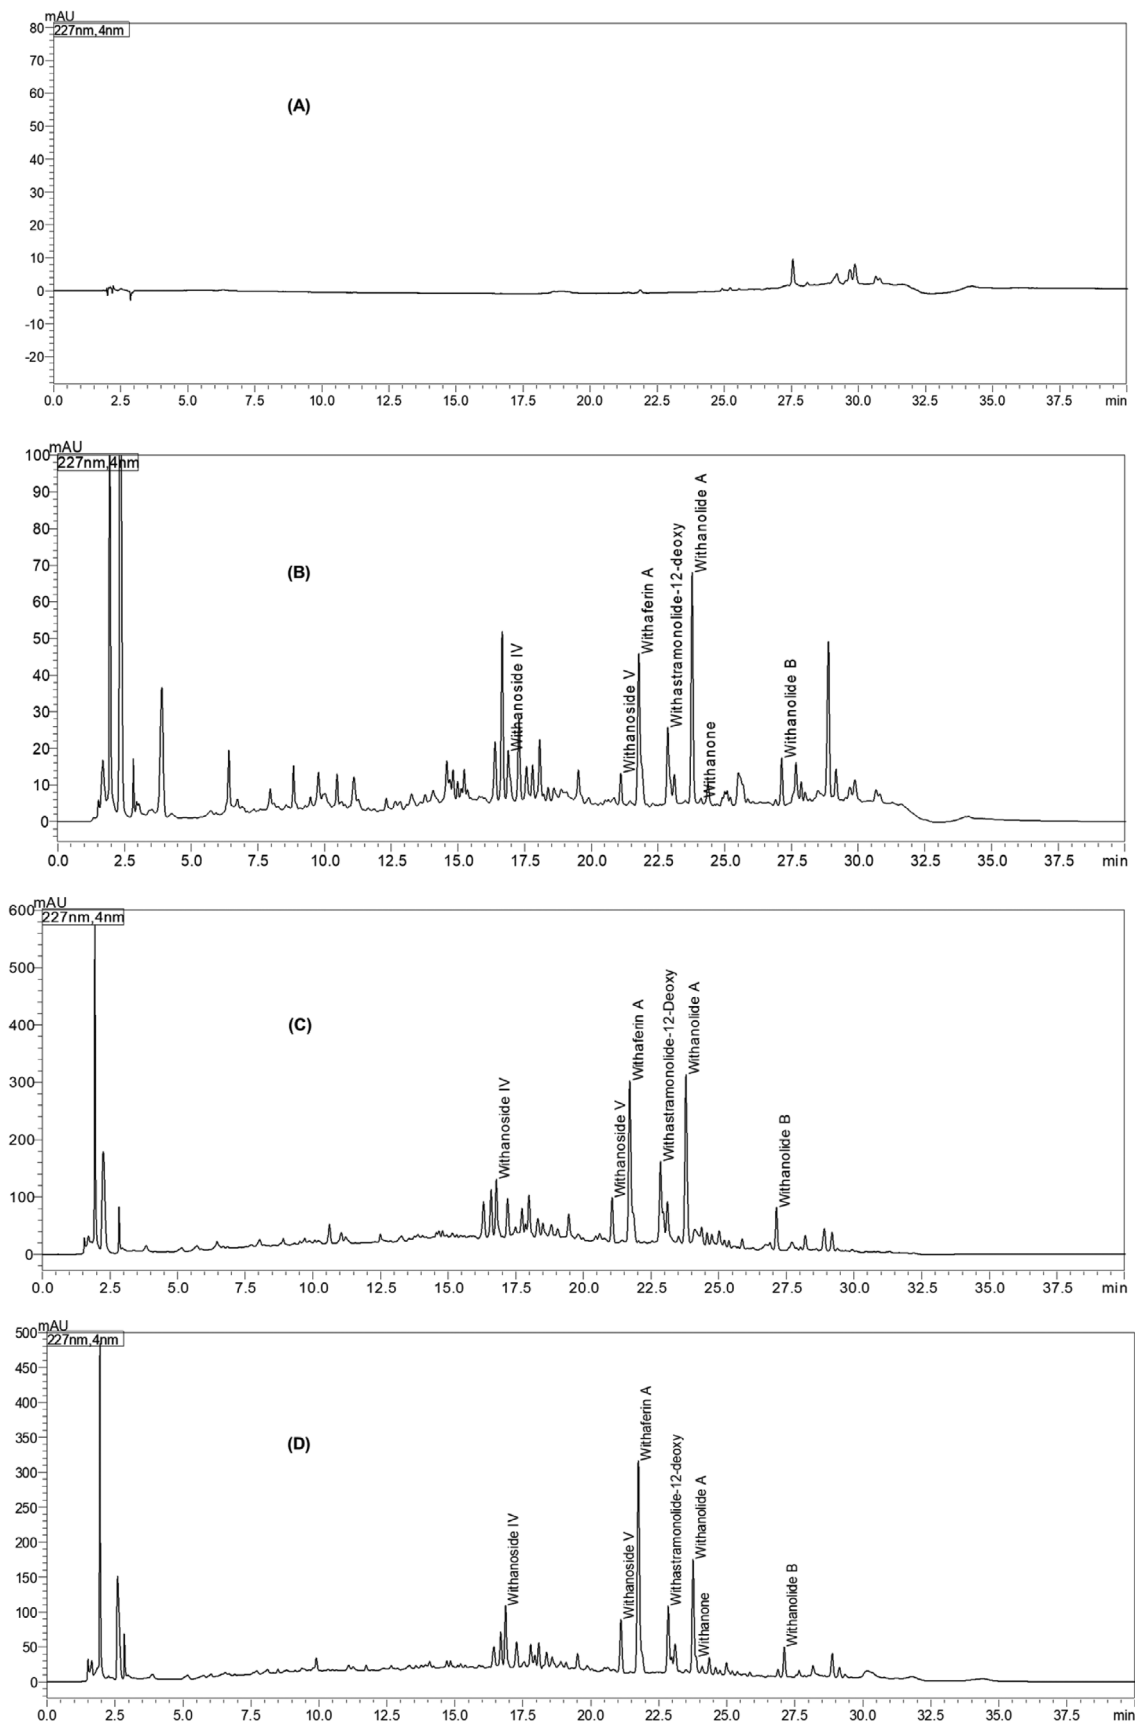 mAU
227nm,4nm
80
70
60
50
40
30
20
10
0
-10
-20
(A)
0.0 2.5 5.0 7.5 10.0 12.5 15.0 17.5 20.0 22.5 25.0 27.5 30.0 32.5 35.0 37.5 min
mAU
227nm,4nm
100
90
80
70
60
50
40
30
20
10
0
(B)
Withanoside IV
Withanoside V
Withaferin A
Withastramonolide-12-deoxy
Withanolide A
Withanone
Withanolide B
0.0 2.5 5.0 7.5 10.0 12.5 15.0 17.5 20.0 22.5 25.0 27.5 30.0 32.5 35.0 37.5 min
mAU
227nm,4nm
600
500
400
300
200
100
0
(C)
Withanoside IV
Withanoside V
Withaferin A
Withastramonolide-12-Deoxy
Withanolide A
Withanolide B
0.0 2.5 5.0 7.5 10.0 12.5 15.0 17.5 20.0 22.5 25.0 27.5 30.0 32.5 35.0 37.5 min
mAU
227nm,4nm
500
450
400
350
300
250
200
150
100
50
0
(D)
Withanoside IV
Withanoside V
Withaferin A
Withastramonolide-12-deoxy
Withanolide A
Withanone
Withanolide B
0.0 2.5 5.0 7.5 10.0 12.5 15.0 17.5 20.0 22.5 25.0 27.5 30.0 32.5 35.0 37.5 min